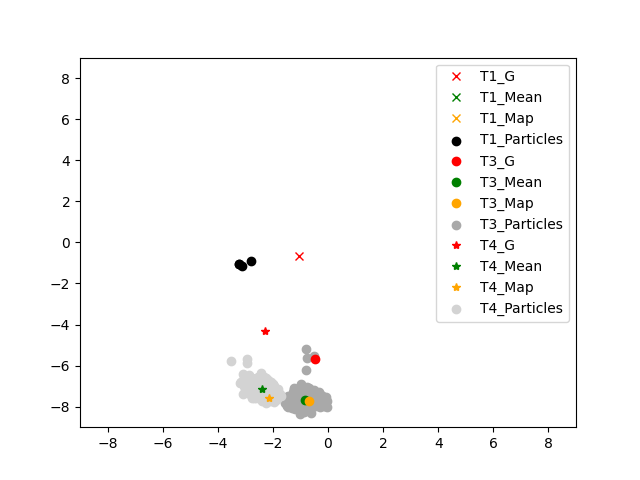 8
6
4
2
0
−2
−4
−6
−8
−8
−6
−4
−2
0
2
4
6
8
T1_G
T1_Mean
T1_Map
T1_Particles
T3_G
T3_Mean
T3_Map
T3_Particles
T4_G
T4_Mean
T4_Map
T4_Particles